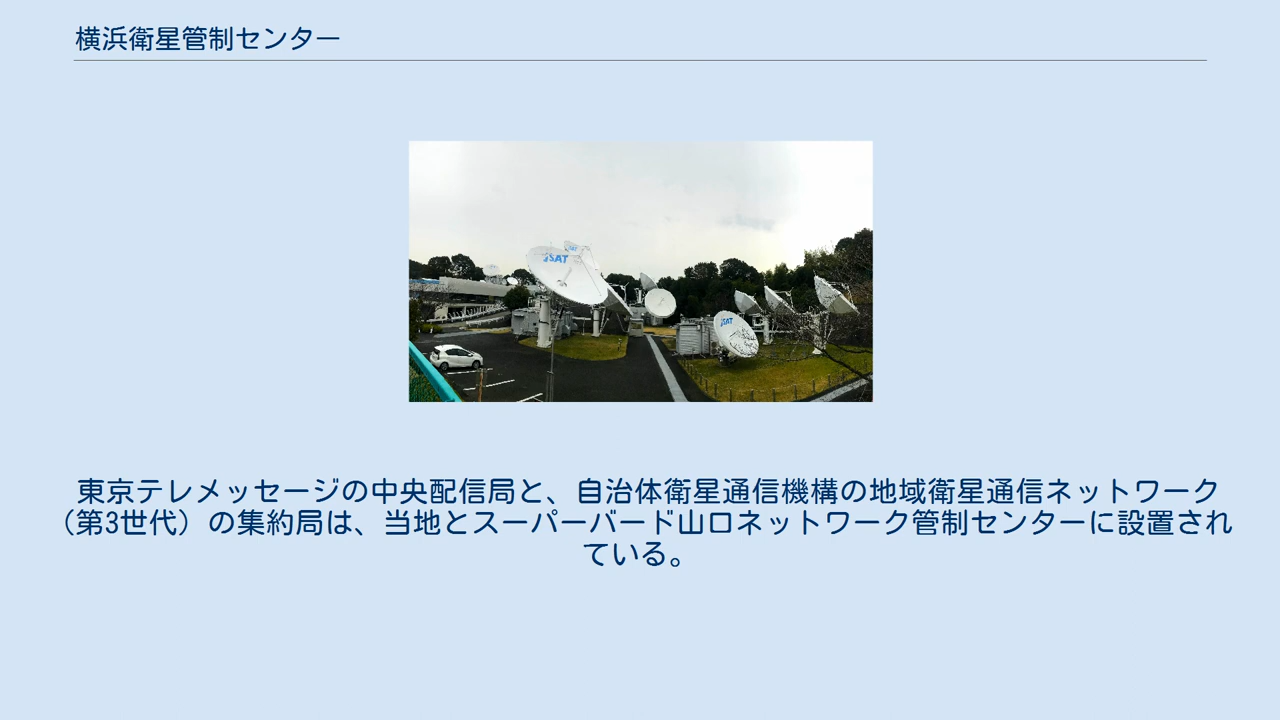 横浜衛星管制センター
JSAT
JSAT
東京テレメッセージの中央配信局と、自治体衛星通信機構の地域衛星通信ネットワーク
（第3世代）の集約局は、当地とスーパーバード山口ネットワーク管制センターに設置され
ている。